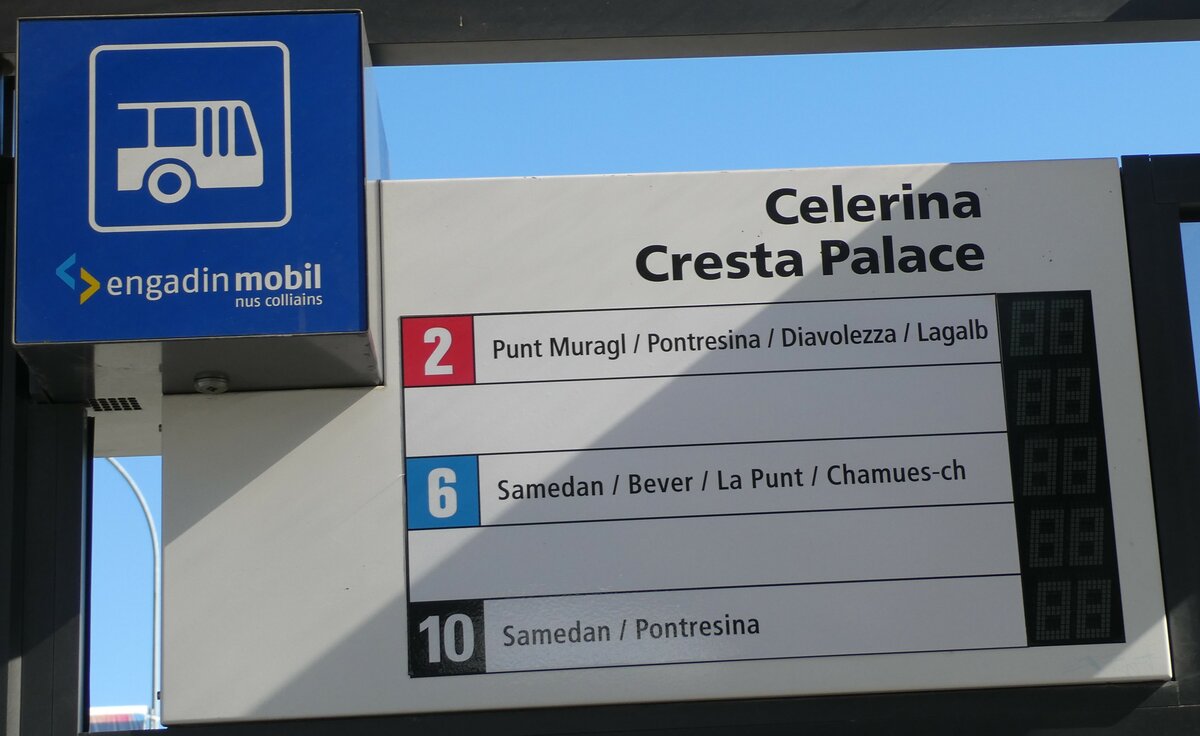 engadin mobil
nus colliains
Celerina
Cresta Palace
2 Punt Muragl / Pontresina / Diavolezza / Lagalb
6 Samedan / Bever / La Punt / Chamues-ch
10 Samedan / Pontresina